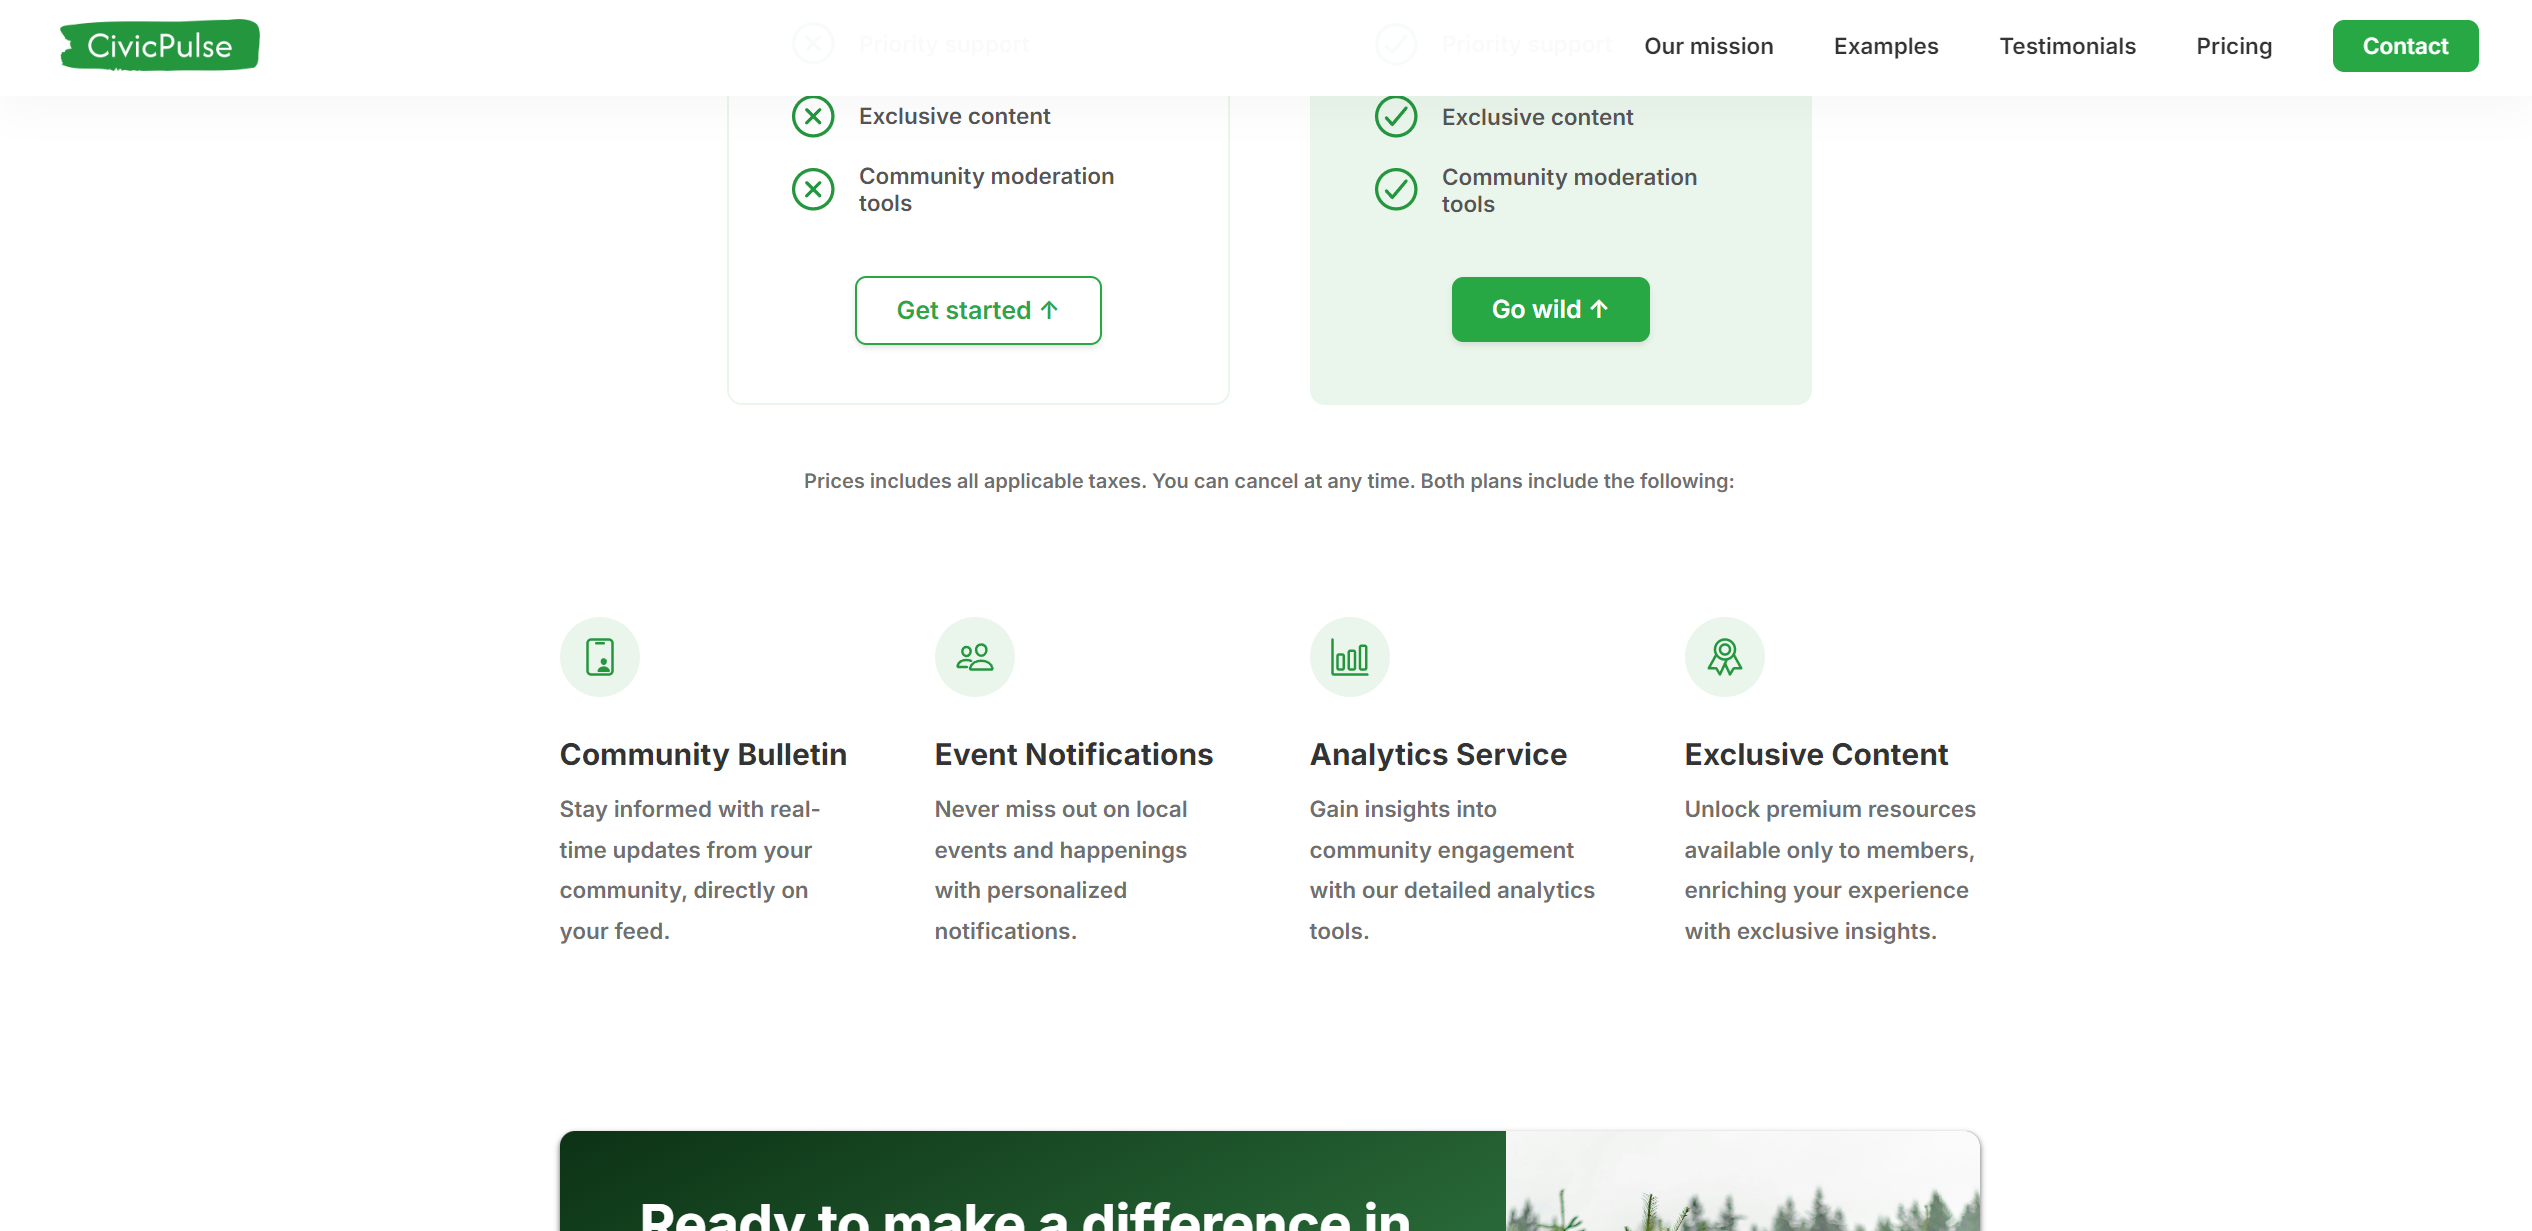 CivicPulse
Priority support
Priority support
Our mission
Examples
Testimonials
Pricing
Contact
Exclusive content
Community moderation
tools
Get started ↑
Exclusive content
Community moderation
tools
Go wild ↑
Prices includes all applicable taxes. You can cancel at any time. Both plans include the following:
Community Bulletin
Stay informed with real-
time updates from your
community, directly on
your feed.
Event Notifications
Never miss out on local
events and happenings
with personalized
notifications.
Analytics Service
Gain insights into
community engagement
with our detailed analytics
tools.
Exclusive Content
Unlock premium resources
available only to members,
enriching your experience
with exclusive insights.
Ready to make a difference in